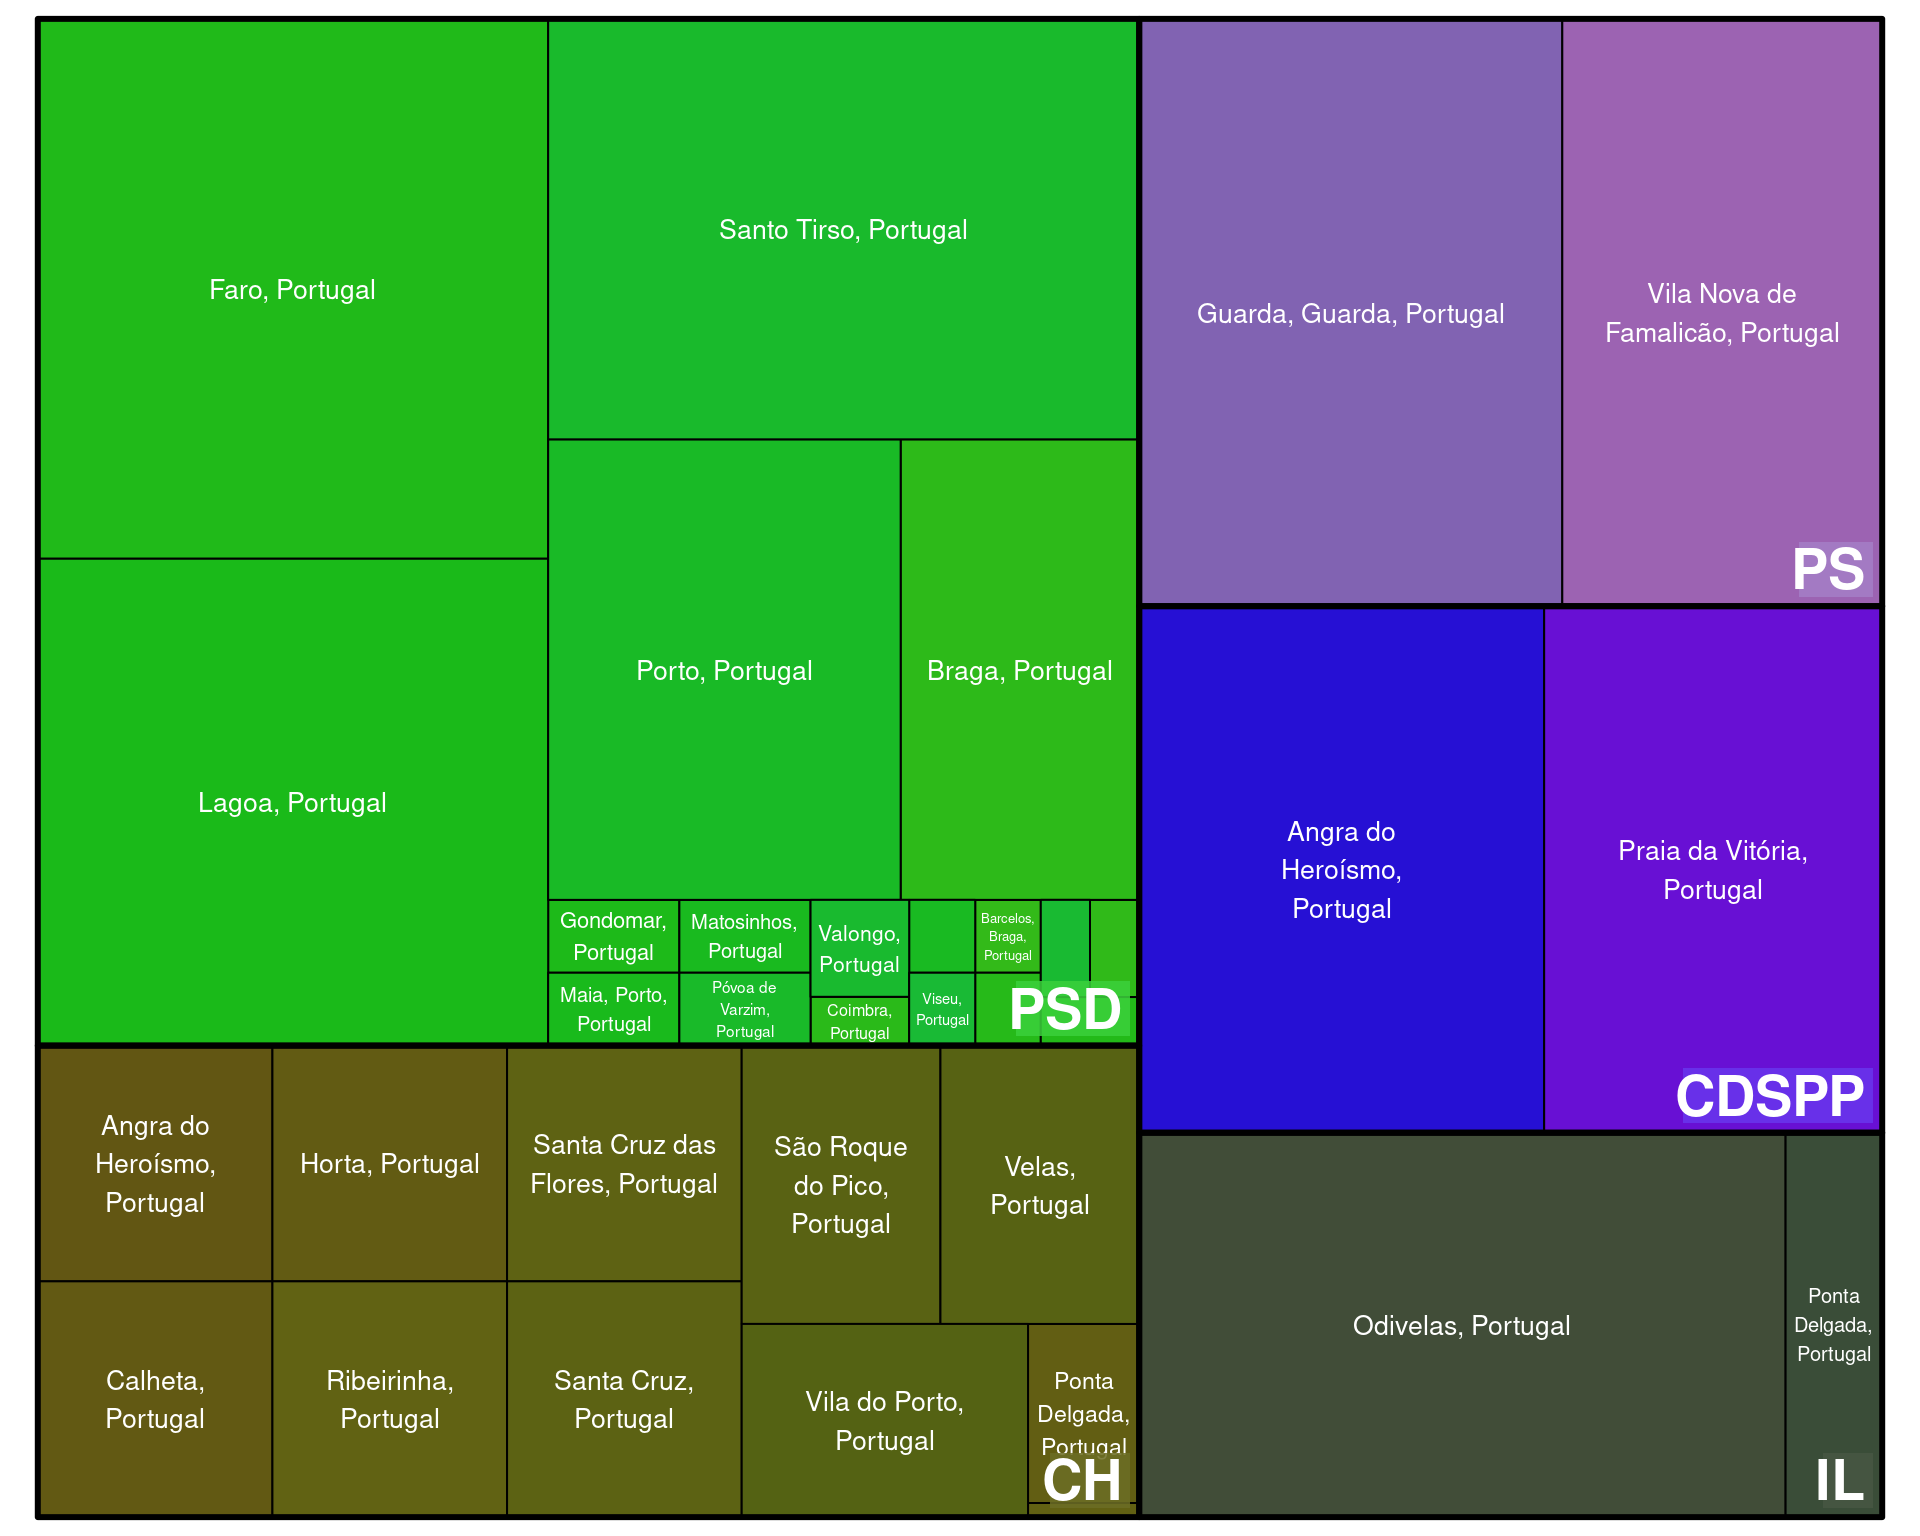 Faro, Portugal
Santo Tirso, Portugal
Lagoa, Portugal
Porto, Portugal
Braga, Portugal
Gondomar,
Portugal
Matosinhos,
Portugal
Valongo,
Portugal
Barcelos,
Braga,
Portugal
Maia, Porto,
Portugal
Póvoa de
Varzim,
Portugal
Coimbra,
Portugal
Viseu,
Portugal
PSD
Guarda, Guarda, Portugal
Vila Nova de
Famalicão, Portugal
PS
Angra do
Heroísmo,
Portugal
Praia da Vitória,
Portugal
CDSPP
Angra do
Heroísmo,
Portugal
Horta, Portugal
Santa Cruz das
Flores, Portugal
São Roque
do Pico,
Portugal
Velas,
Portugal
Calheta,
Portugal
Ribeirinha,
Portugal
Santa Cruz,
Portugal
Vila do Porto,
Portugal
Ponta
Delgada,
Portugal
CH
Odivelas, Portugal
Ponta
Delgada,
Portugal
IL